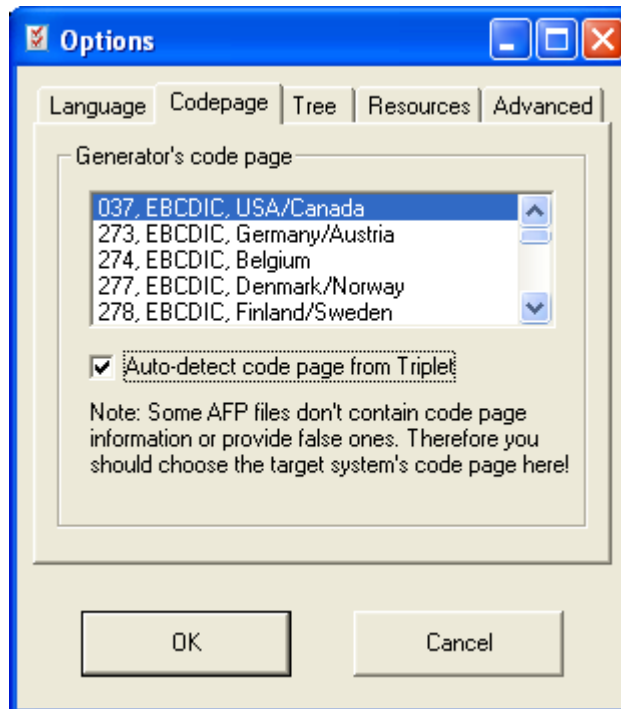 Options
Language Codepage Tree Resources Advanced
Generator's code page
037, EBCDIC, USA/Canada
273, EBCDIC, Germany/Austria
274, EBCDIC, Belgium
277, EBCDIC, Denmark/Norway
278, EBCDIC, Finland/Sweden
Auto-detect code page from Triplet
Note: Some AFP files don't contain code page
information or provide false ones. Therefore you
should choose the target system's code page here!
OK Cancel